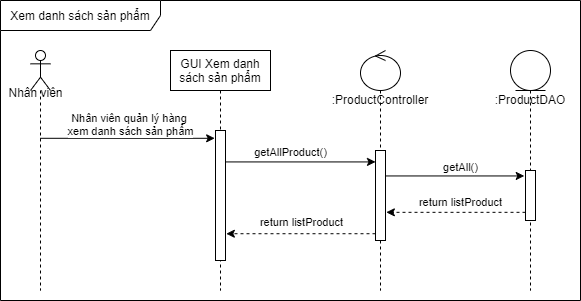 Xem danh sách sản phẩm
GUI Xem danh
sách sản phẩm
Nhân viên
:ProductController
:ProductDAO
Nhân viên quản lý hàng
xem danh sách sản phẩm
getAllProduct()
getAll()
return listProduct
return listProduct